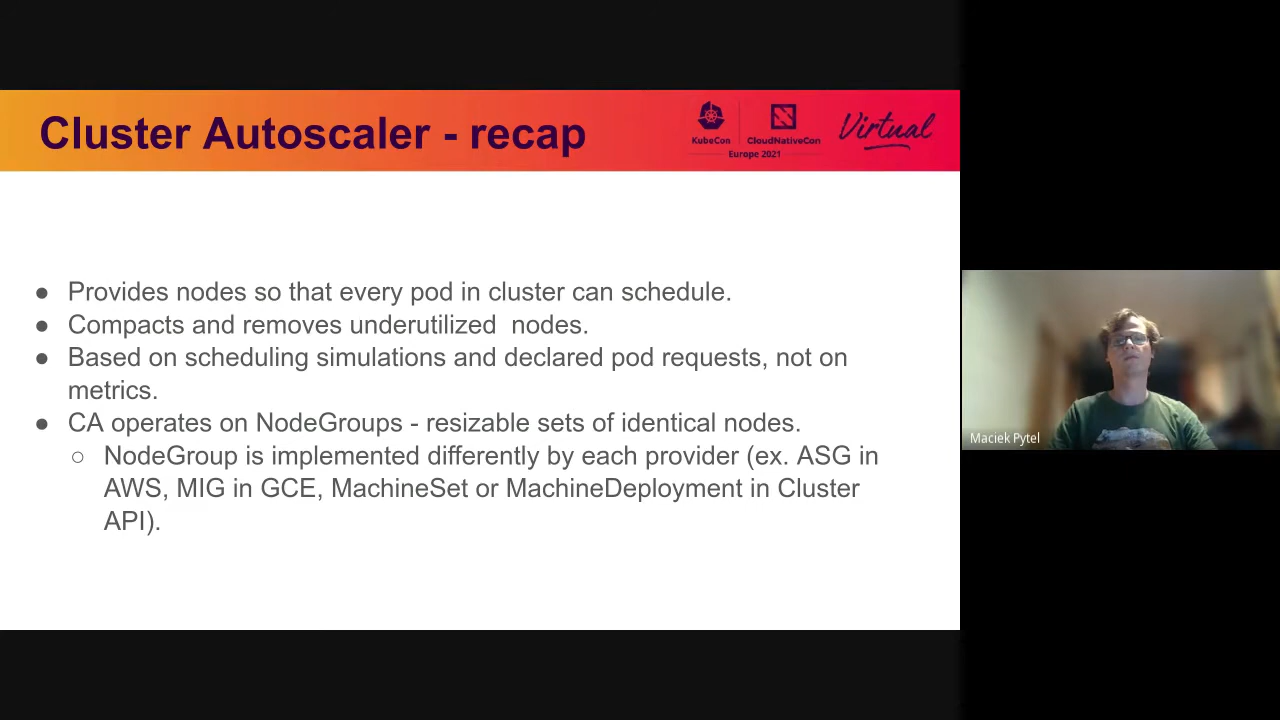 Cluster Autoscaler - recap
KubeCon
CloudNativeCon
Europe 2021
Virtual
● Provides nodes so that every pod in cluster can schedule.
● Compacts and removes underutilized  nodes.
● Based on scheduling simulations and declared pod requests, not on
metrics.
● CA operates on NodeGroups - resizable sets of identical nodes.
○ NodeGroup is implemented differently by each provider (ex. ASG in
AWS, MIG in GCE, MachineSet or MachineDeployment in Cluster
API).
Maciek Pytel